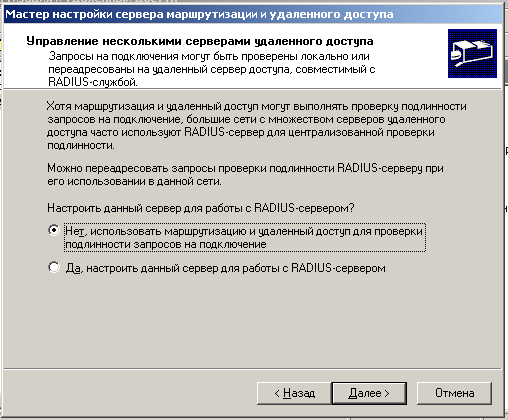 Мастер настройки сервера маршрутизации и удаленного доступа
Управление несколькими серверами удаленного доступа
Запросы на подключения могут быть проверены локально или
переадресованы на удаленный сервер доступа, совместимый с
RADIUS-службой.
Хотя маршрутизация и удаленный доступ могут выполнять проверку подлинности
запросов на подключение, большие сети с множеством серверов удаленного
доступа часто используют RADIUS-сервер для централизованной проверки
подлинности.
Можно переадресовать запросы проверки подлинности RADIUS-серверу при
его использовании в данной сети.
Настроить данный сервер для работы с RADIUS-сервером?
Нет, использовать маршрутизацию и удаленный доступ для проверки
подлинности запросов на подключение
Да, настроить данный сервер для работы с RADIUS-сервером
< Назад Далее > Отмена